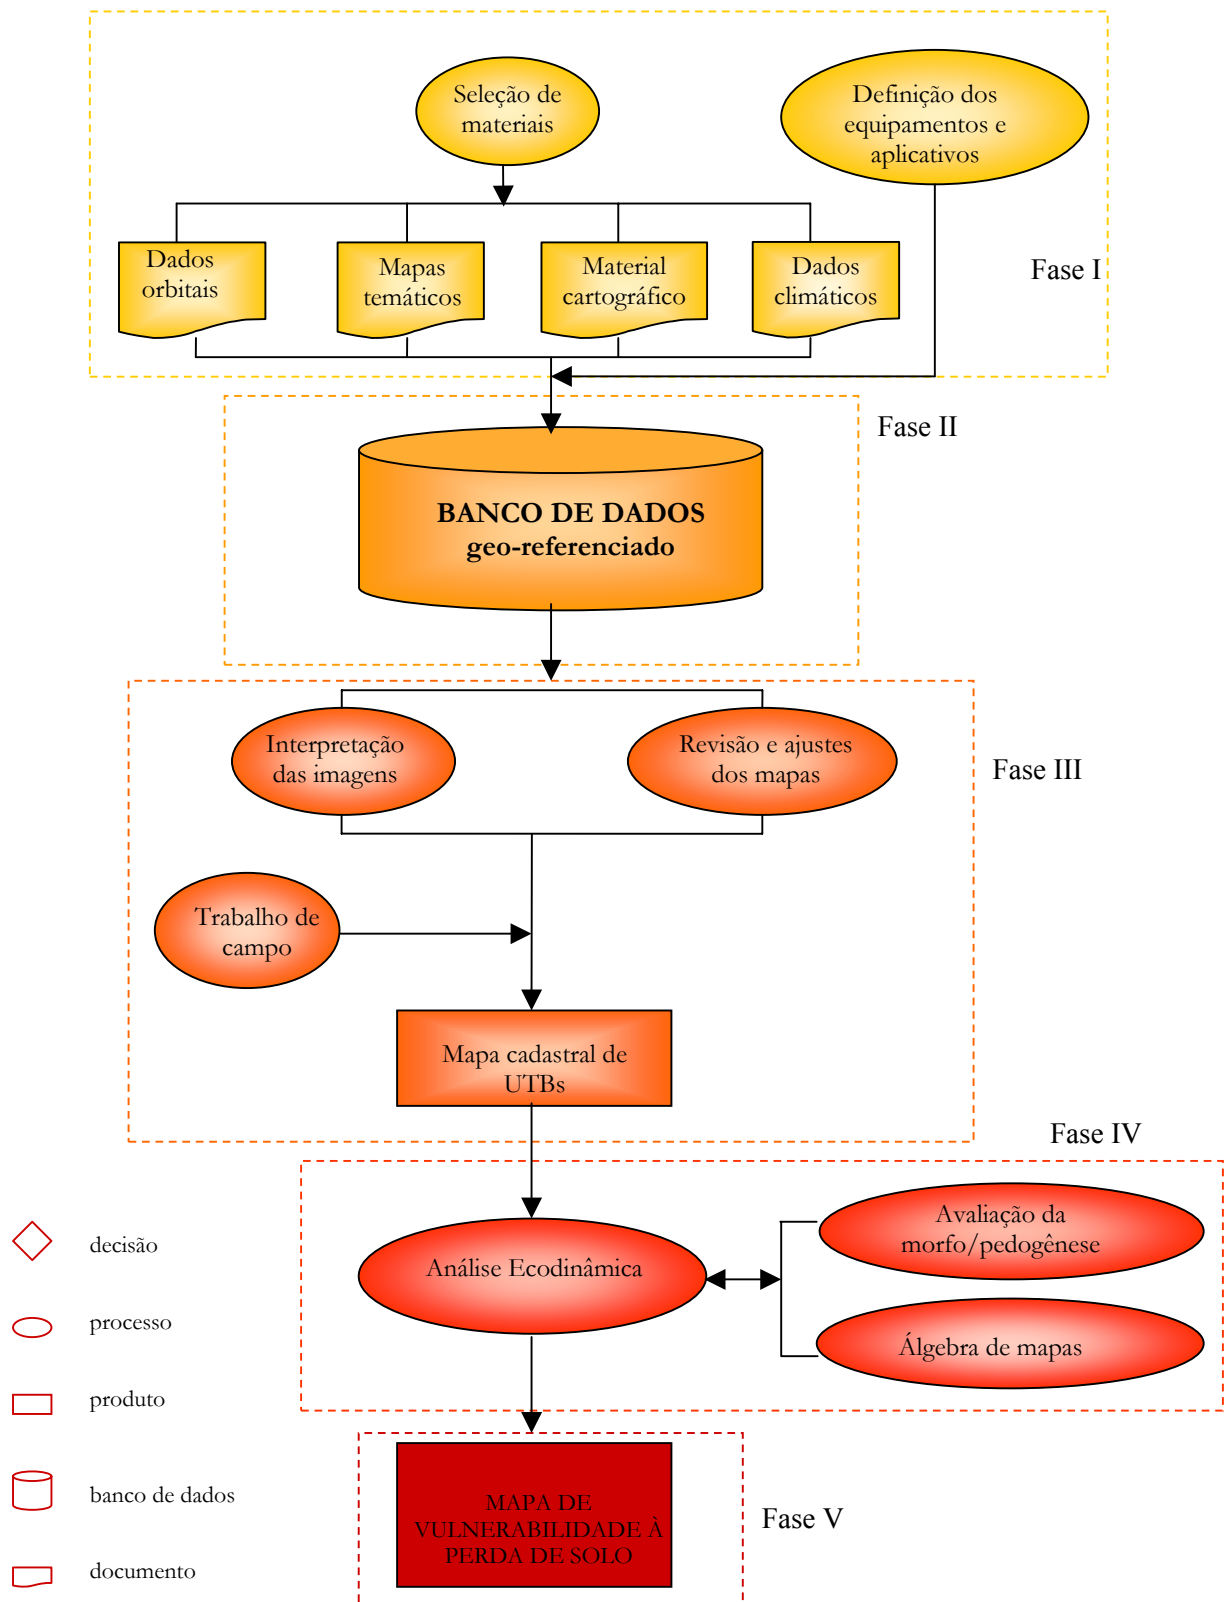 Seleção de
materiais
Definição dos
equipamentos e
aplicativos
Dados
orbitais
Mapas
temáticos
Material
cartográfico
Dados
climáticos
Fase I
Fase II
BANCO DE DADOS
geo-referenciado
Interpretação
das imagens
Revisão e ajustes
dos mapas
Fase III
Trabalho de
campo
Mapa cadastral de
UTBs
Fase IV
Análise Ecodinâmica
Avaliação da
morfo/pedogênese
Álgebra de mapas
decisão
processo
produto
banco de dados
documento
MAPA DE
VULNERABILIDADE À
PERDA DE SOLO
Fase V